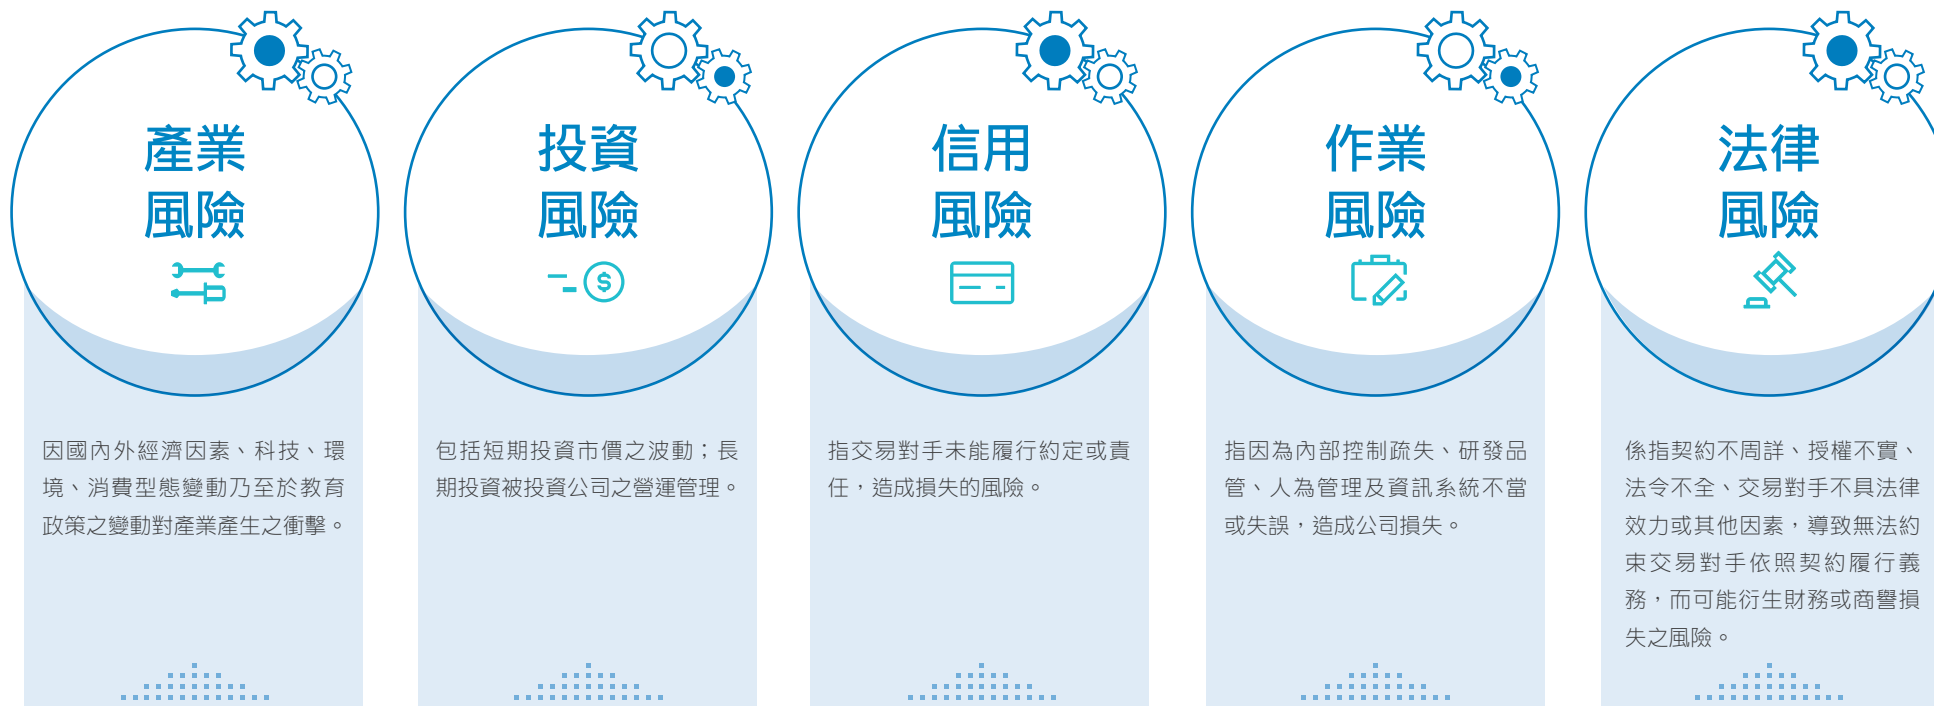 產業
風險
因國內外經濟因素、科技、環
境、消費型態變動乃至於教育
政策之變動對產業產生之衝擊。
投資
風險
包括短期投資市價之波動；長
期投資被投資公司之營運管理。
信用
風險
指交易對手未能履行約定或責
任，造成損失的風險。
作業
風險
指因為內部控制疏失、研發品
管、人為管理及資訊系統不當
或失誤，造成公司損失。
法律
風險
係指契約不周詳、授權不實、
法令不全、交易對手不具法律
效力或其他因素，導致無法約
束交易對手依照契約履行義
務，而可能衍生財務或商譽損
失之風險。